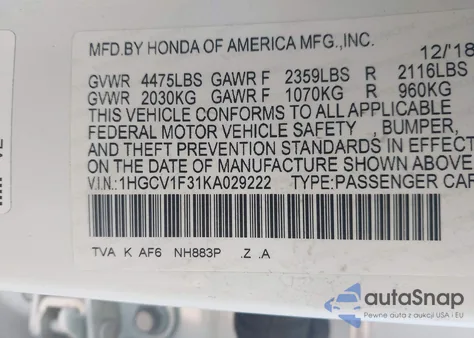 MFD.BY HONDA OF AMERICA MFG.,INC. 12/'18
GVWR 4475LBS GAWR F 2359LBS R 2116LBS
GVWR 2030KG GAWR F 1070KG R 960KG
THIS VEHICLE CONFORMS TO ALL APPLICABLE
FEDERAL MOTOR VEHICLE SAFETY , BUMPER,
AND THEFT PREVENTION STANDARDS IN EFFECT
ON THE DATE OF MANUFACTURE SHOWN ABOVE
V.I.N.:1HGCV1F31KA029222 TYPE:PASSENGER CAR
TVA K AF6 NH883P .Z .A
autoSnap
Pewne auta z aukcji USA i EU